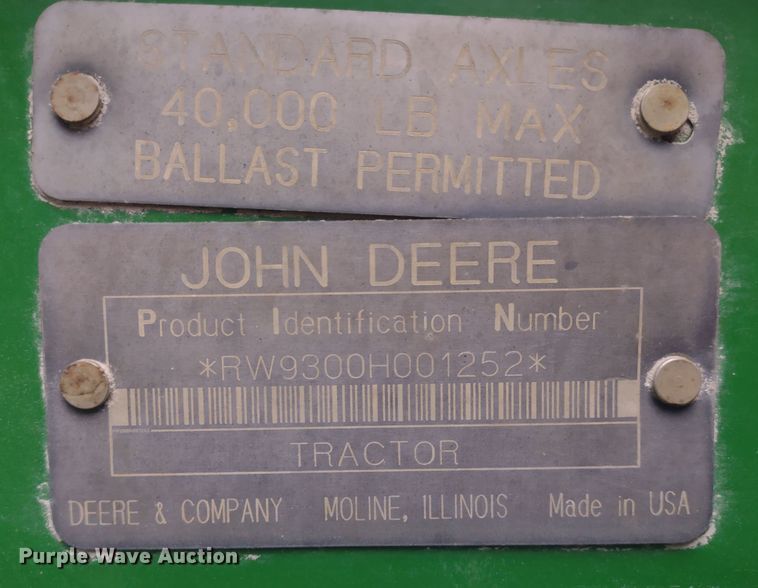 STANDARD AXLES
40,000 LB MAX
BALLAST PERMITTED
JOHN DEERE
Product Identification Number
*RW9300H001252*
TRACTOR
DEERE & COMPANY MOLINE, ILLINOIS Made in USA
Purple Wave Auction